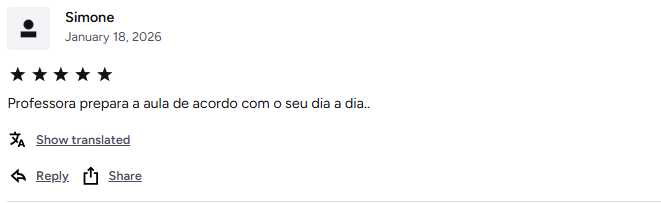 Simone
January 18, 2026
Professora prepara a aula de acordo com o seu dia a dia..
Show translated
Reply
Share